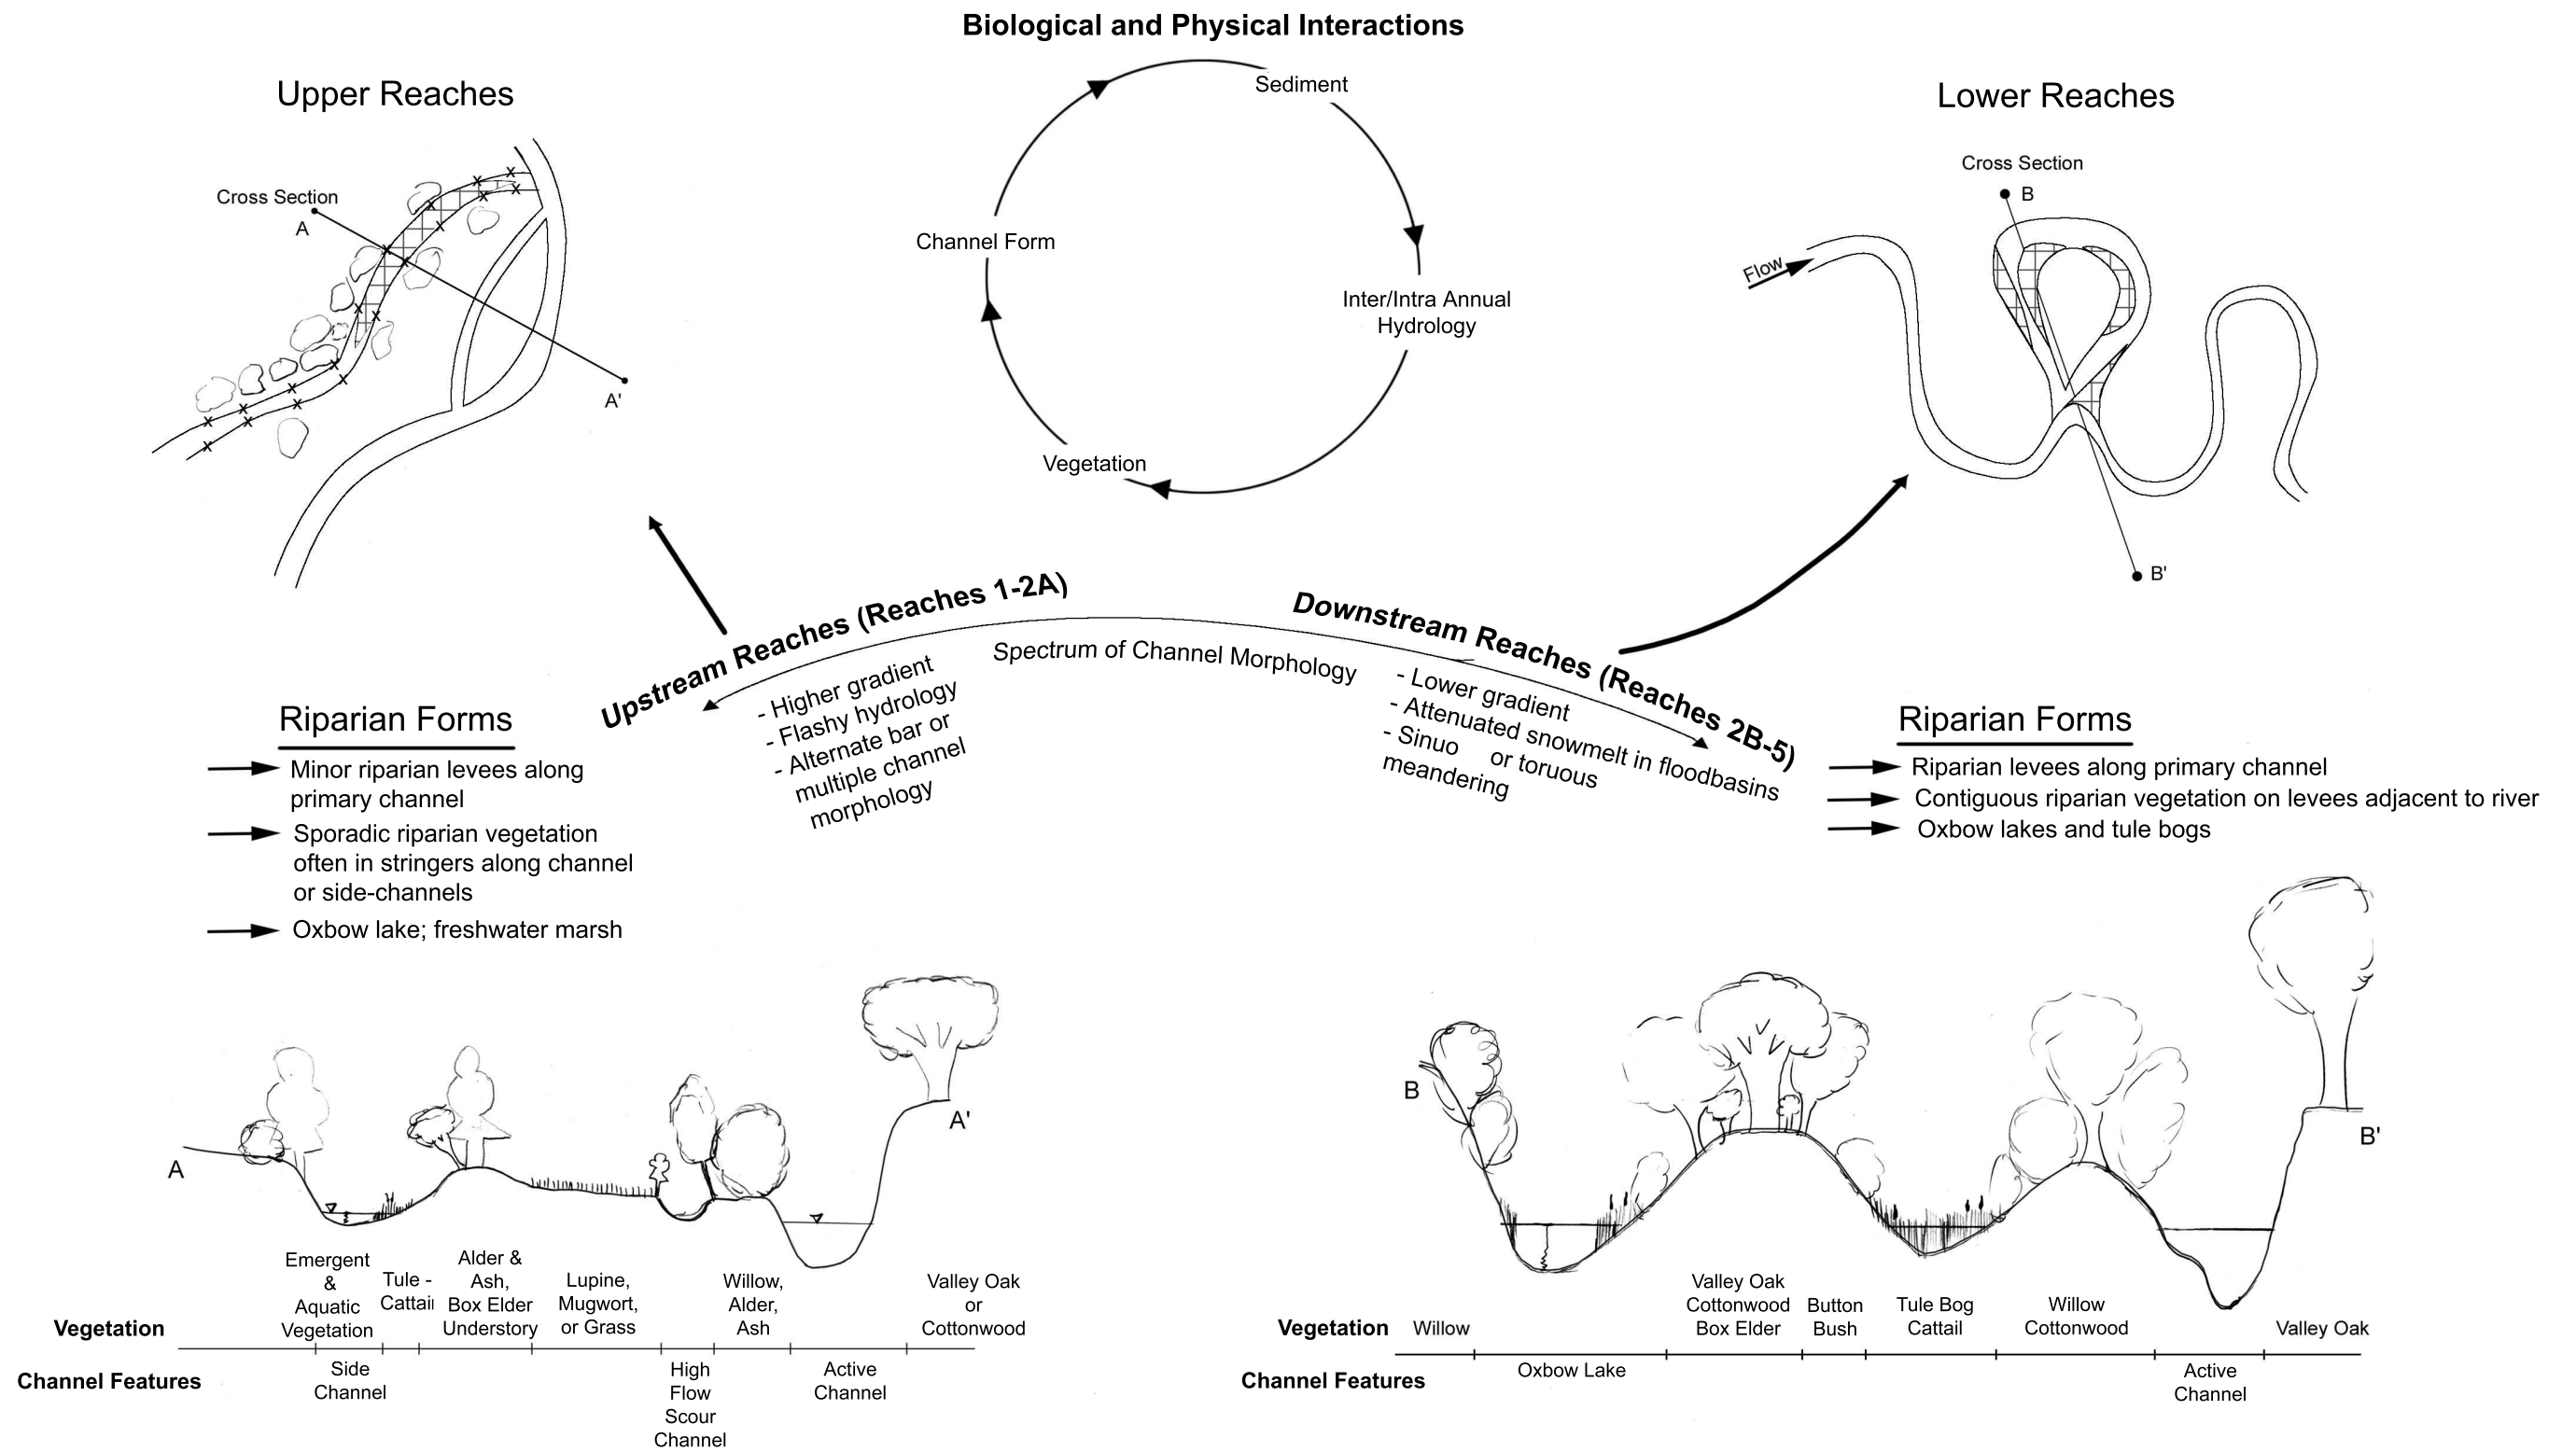 Biological and Physical Interactions
Upper Reaches
Cross Section
A
A'
Sediment
Inter/Intra Annual
Hydrology
Vegetation
Channel Form
Lower Reaches
Cross Section
B
Flow
B'
Upstream Reaches (Reaches 1-2A)
Downstream Reaches (Reaches 2B-5)
Spectrum of Channel Morphology
- Higher gradient
- Flashy hydrology
- Alternate bar or
multiple channel
morphology
- Lower gradient
- Attenuated snowmelt in floodbasins
- Sinuo or toruous
meandering
Riparian Forms
Minor riparian levees along
primary channel
Sporadic riparian vegetation
often in stringers along channel
or side-channels
Oxbow lake; freshwater marsh
Riparian Forms
Riparian levees along primary channel
Contiguous riparian vegetation on levees adjacent to river
Oxbow lakes and tule bogs
A
A'
Vegetation
Emergent
&
Aquatic
Vegetation
Tule -
Cattail
Alder &
Ash,
Box Elder
Understory
Lupine,
Mugwort,
or Grass
Willow,
Alder,
Ash
Valley Oak
or
Cottonwood
Channel Features
Side
Channel
High
Flow
Scour
Channel
Active
Channel
B
B'
Vegetation
Willow
Valley Oak
Cottonwood
Box Elder
Button
Bush
Tule Bog
Cattail
Willow
Cottonwood
Valley Oak
Channel Features
Oxbow Lake
Active
Channel